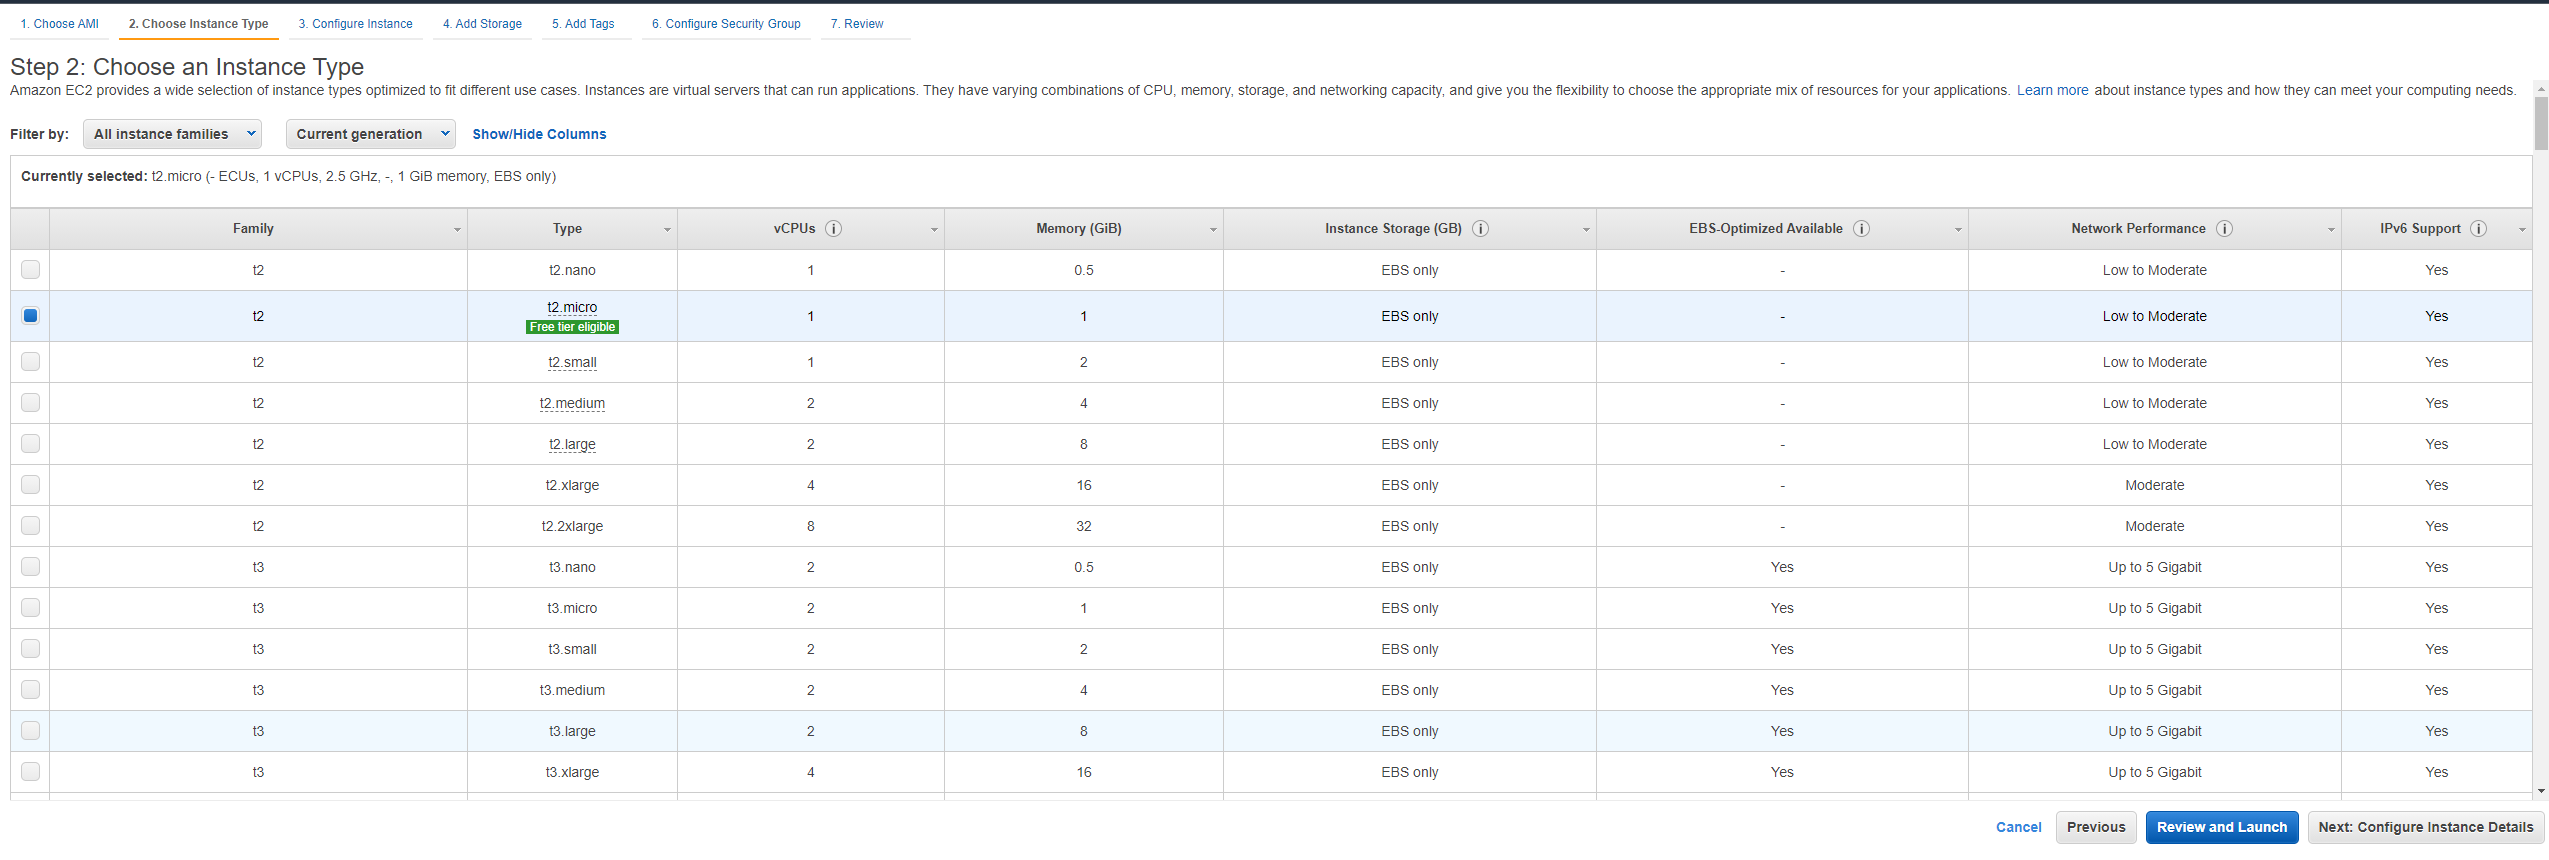 1. Choose AMI 2. Choose Instance Type 3. Configure Instance 4. Add Storage 5. Add Tags 6. Configure Security Group 7. Review
Step 2: Choose an Instance Type
Amazon EC2 provides a wide selection of instance types optimized to fit different use cases. Instances are virtual servers that can run applications. They have varying combinations of CPU, memory, storage, and networking capacity, and give you the flexibility to choose the appropriate mix of resources for your applications. Learn more about instance types and how they can meet your computing needs.
Filter by: All instance families Current generation Show/Hide Columns
Currently selected: t2.micro (- ECUs, 1 vCPUs, 2.5 GHz, -, 1 GiB memory, EBS only)
Family Type vCPUs i Memory (GiB) Instance Storage (GB) i EBS-Optimized Available i Network Performance i IPv6 Support i
t2 t2.nano 1 0.5 EBS only - Low to Moderate Yes
t2 t2.micro 1 1 EBS only - Low to Moderate Yes
Free tier eligible
t2 t2.small 1 2 EBS only - Low to Moderate Yes
t2 t2.medium 2 4 EBS only - Low to Moderate Yes
t2 t2.large 2 8 EBS only - Low to Moderate Yes
t2 t2.xlarge 4 16 EBS only - Moderate Yes
t2 t2.2xlarge 8 32 EBS only - Moderate Yes
t3 t3.nano 2 0.5 EBS only Yes Up to 5 Gigabit Yes
t3 t3.micro 2 1 EBS only Yes Up to 5 Gigabit Yes
t3 t3.small 2 2 EBS only Yes Up to 5 Gigabit Yes
t3 t3.medium 2 4 EBS only Yes Up to 5 Gigabit Yes
t3 t3.large 2 8 EBS only Yes Up to 5 Gigabit Yes
t3 t3.xlarge 4 16 EBS only Yes Up to 5 Gigabit Yes
Cancel Previous Review and Launch Next: Configure Instance Details